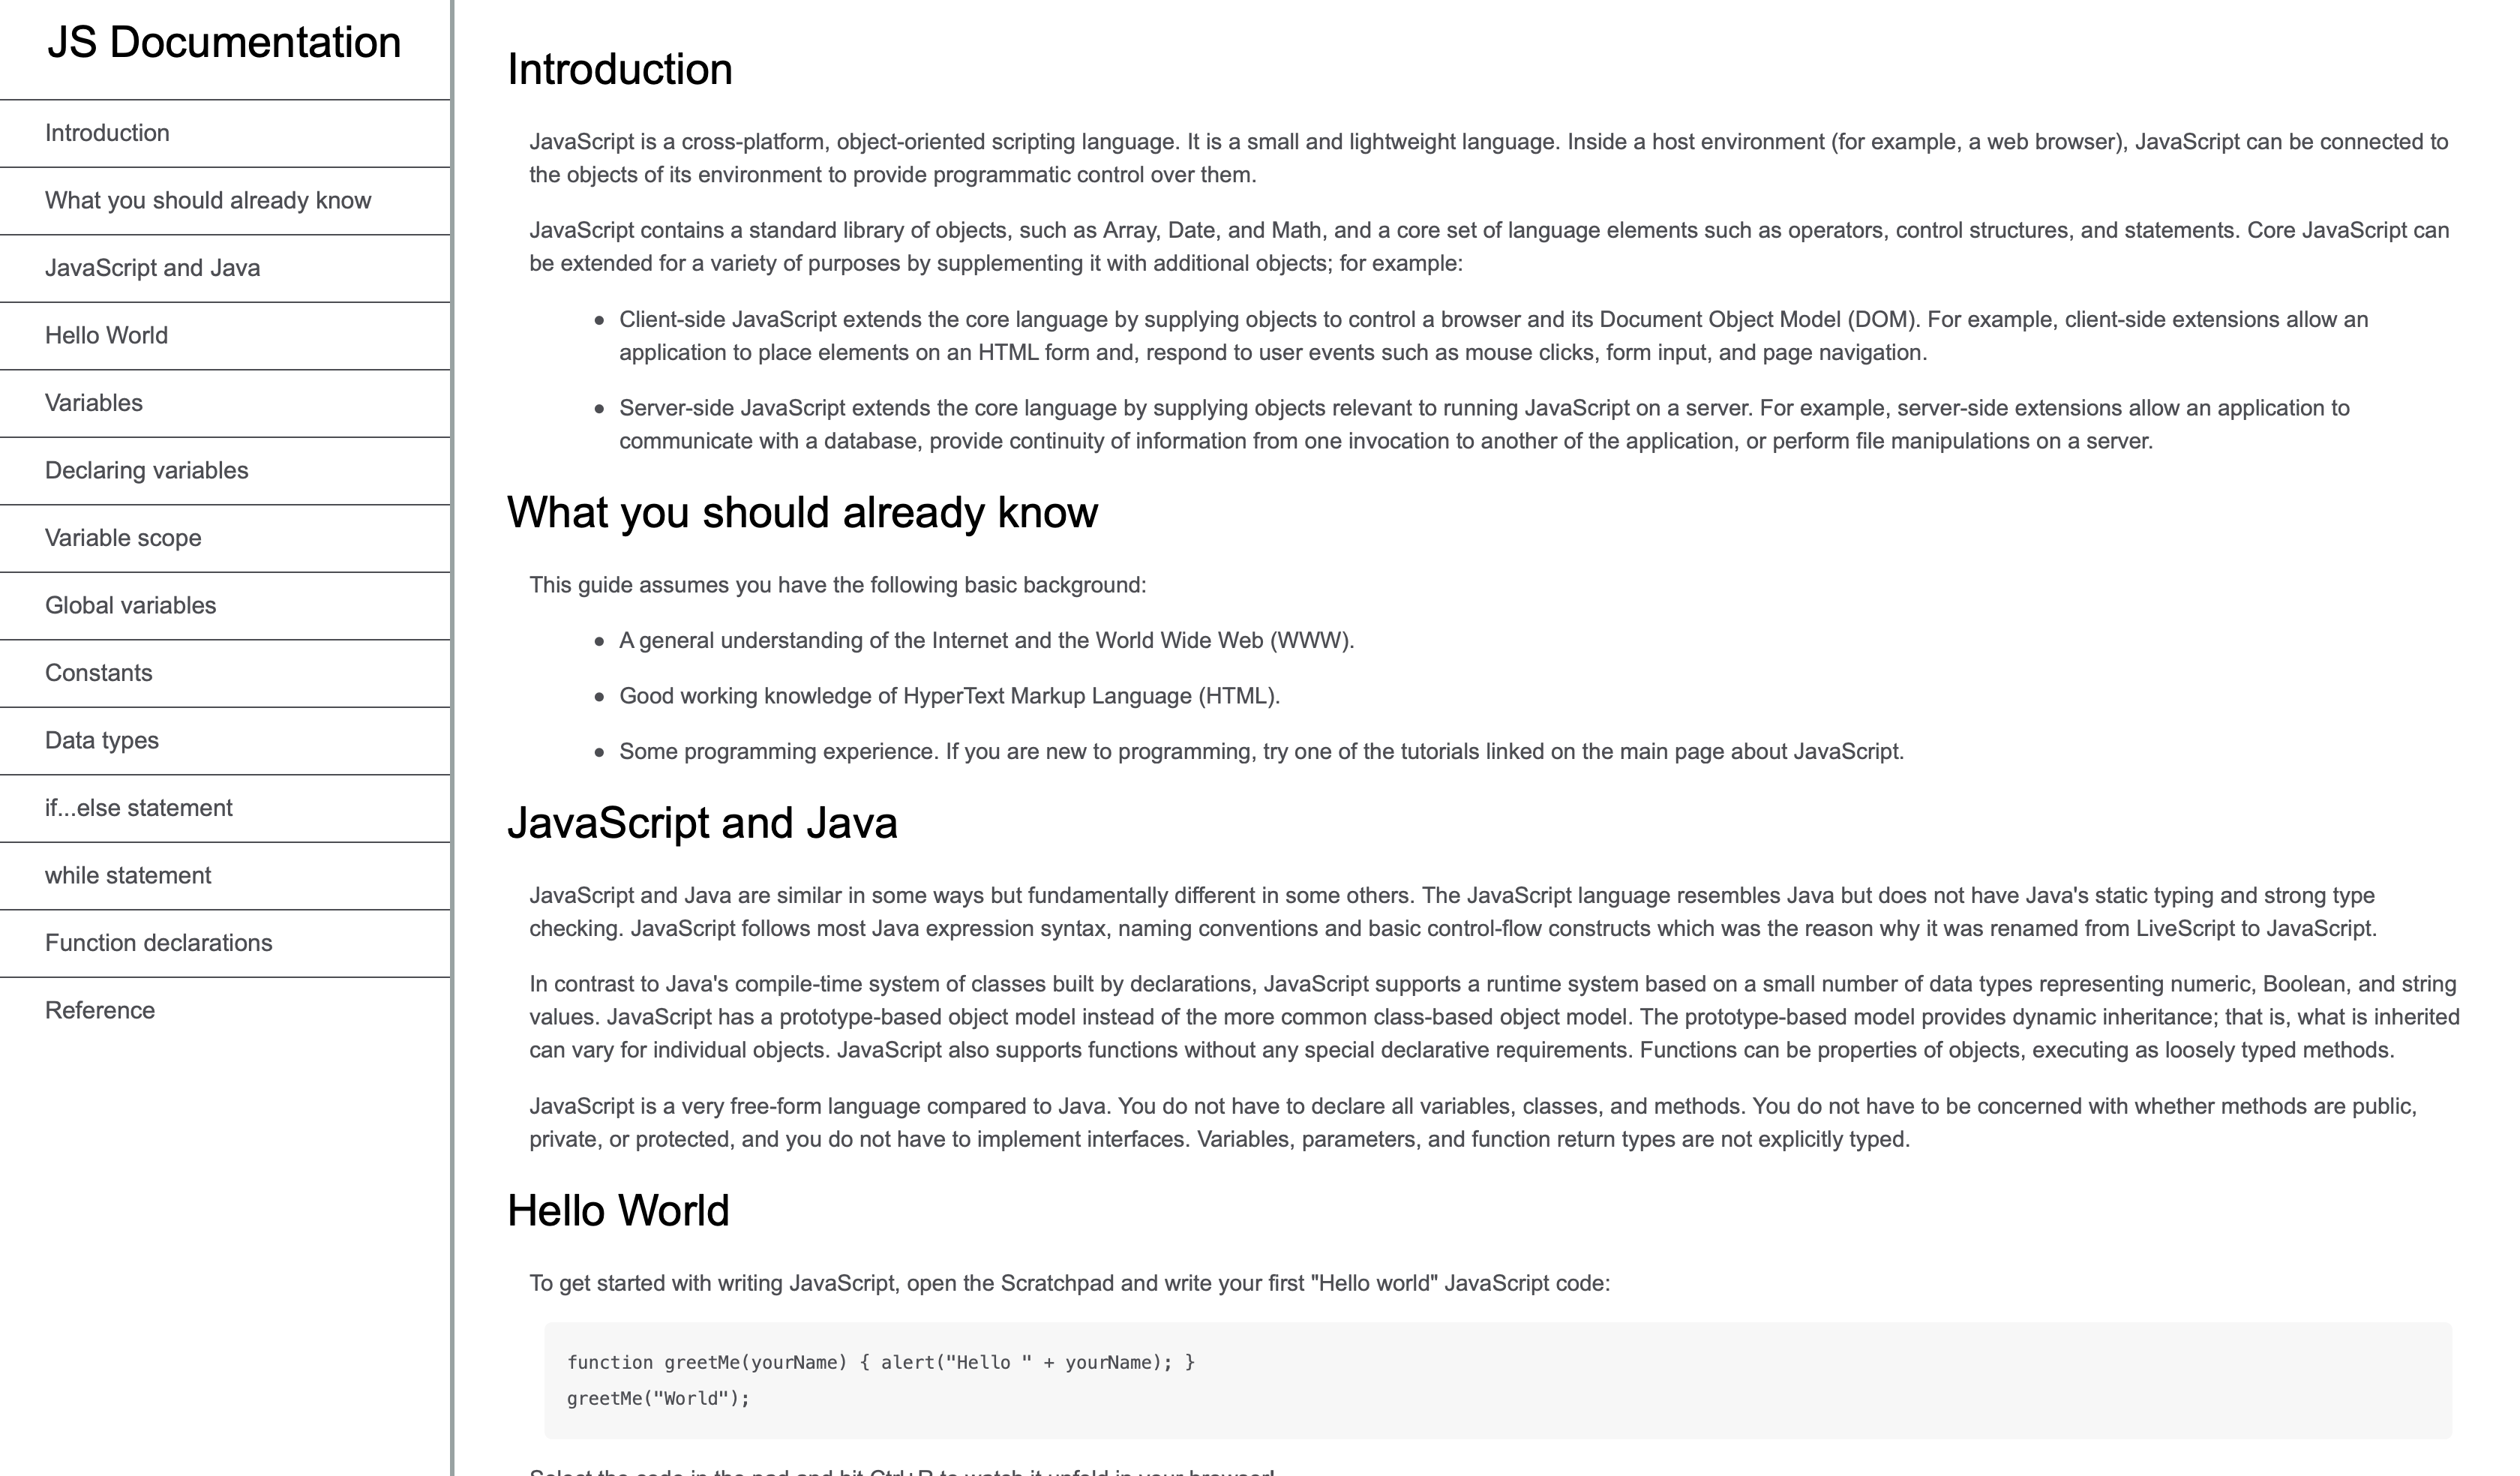 JS Documentation
Introduction
What you should already know
JavaScript and Java
Hello World
Variables
Declaring variables
Variable scope
Global variables
Constants
Data types
if...else statement
while statement
Function declarations
Reference
Introduction
JavaScript is a cross-platform, object-oriented scripting language. It is a small and lightweight language. Inside a host environment (for example, a web browser), JavaScript can be connected to
the objects of its environment to provide programmatic control over them.
JavaScript contains a standard library of objects, such as Array, Date, and Math, and a core set of language elements such as operators, control structures, and statements. Core JavaScript can
be extended for a variety of purposes by supplementing it with additional objects; for example:
• Client-side JavaScript extends the core language by supplying objects to control a browser and its Document Object Model (DOM). For example, client-side extensions allow an
application to place elements on an HTML form and, respond to user events such as mouse clicks, form input, and page navigation.
• Server-side JavaScript extends the core language by supplying objects relevant to running JavaScript on a server. For example, server-side extensions allow an application to
communicate with a database, provide continuity of information from one invocation to another of the application, or perform file manipulations on a server.
What you should already know
This guide assumes you have the following basic background:
• A general understanding of the Internet and the World Wide Web (WWW).
• Good working knowledge of HyperText Markup Language (HTML).
• Some programming experience. If you are new to programming, try one of the tutorials linked on the main page about JavaScript.
JavaScript and Java
JavaScript and Java are similar in some ways but fundamentally different in some others. The JavaScript language resembles Java but does not have Java's static typing and strong type
checking. JavaScript follows most Java expression syntax, naming conventions and basic control-flow constructs which was the reason why it was renamed from LiveScript to JavaScript.
In contrast to Java's compile-time system of classes built by declarations, JavaScript supports a runtime system based on a small number of data types representing numeric, Boolean, and string
values. JavaScript has a prototype-based object model instead of the more common class-based object model. The prototype-based model provides dynamic inheritance; that is, what is inherited
can vary for individual objects. JavaScript also supports functions without any special declarative requirements. Functions can be properties of objects, executing as loosely typed methods.
JavaScript is a very free-form language compared to Java. You do not have to declare all variables, classes, and methods. You do not have to be concerned with whether methods are public,
private, or protected, and you do not have to implement interfaces. Variables, parameters, and function return types are not explicitly typed.
Hello World
To get started with writing JavaScript, open the Scratchpad and write your first "Hello world" JavaScript code:
function greetMe(yourName) { alert("Hello " + yourName); }
greetMe("World");
Select the code in the pad and hit Ctrl+R to watch it unfold in your browser!